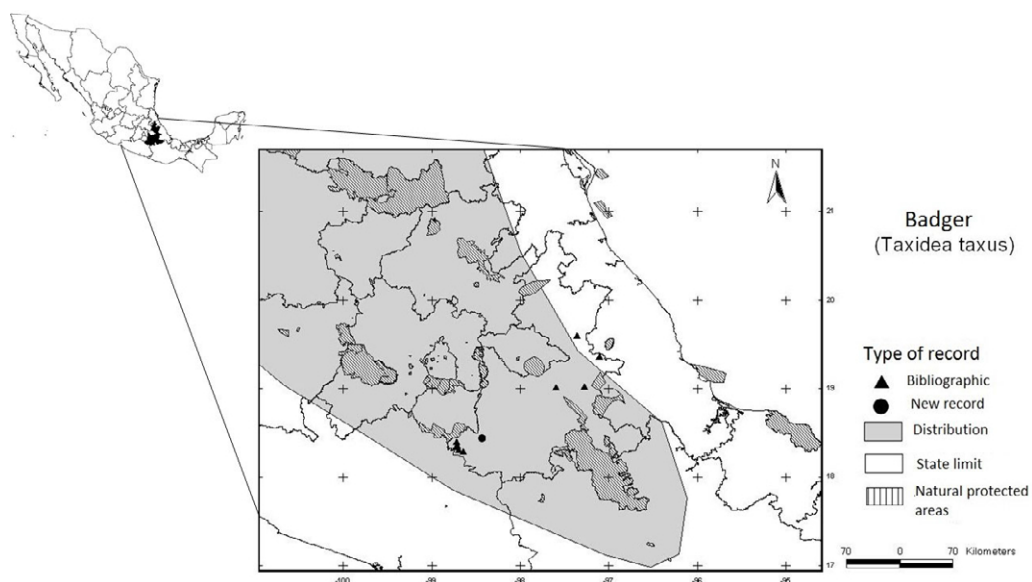 N
21
Badger
(Taxidea taxus)
20
Type of record
Bibliographic
19
New record
Distribution
State limit
18
Natural protected
areas
70 0 70 Kilometers
17
-100 -99 -98 -97 -96 -95